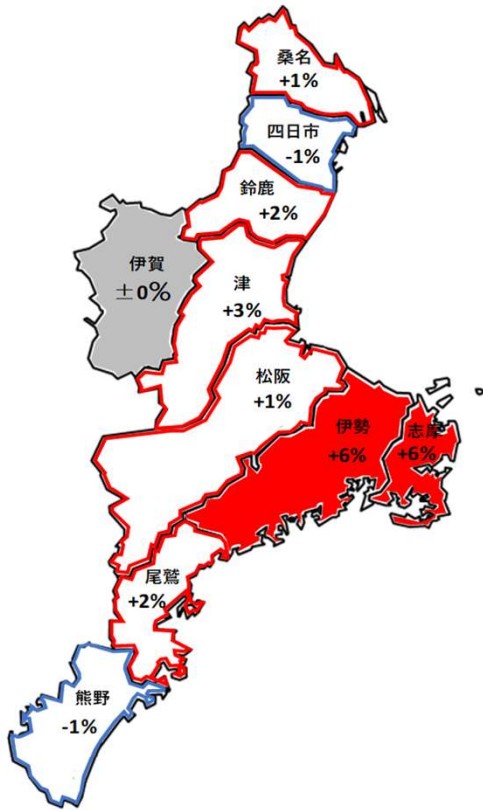 桑名
+1%
四日市
-1%
鈴鹿
+2%
伊賀
±0%
津
+3%
松阪
+1%
伊勢
+6%
志摩
+6%
尾鷲
+2%
熊野
-1%